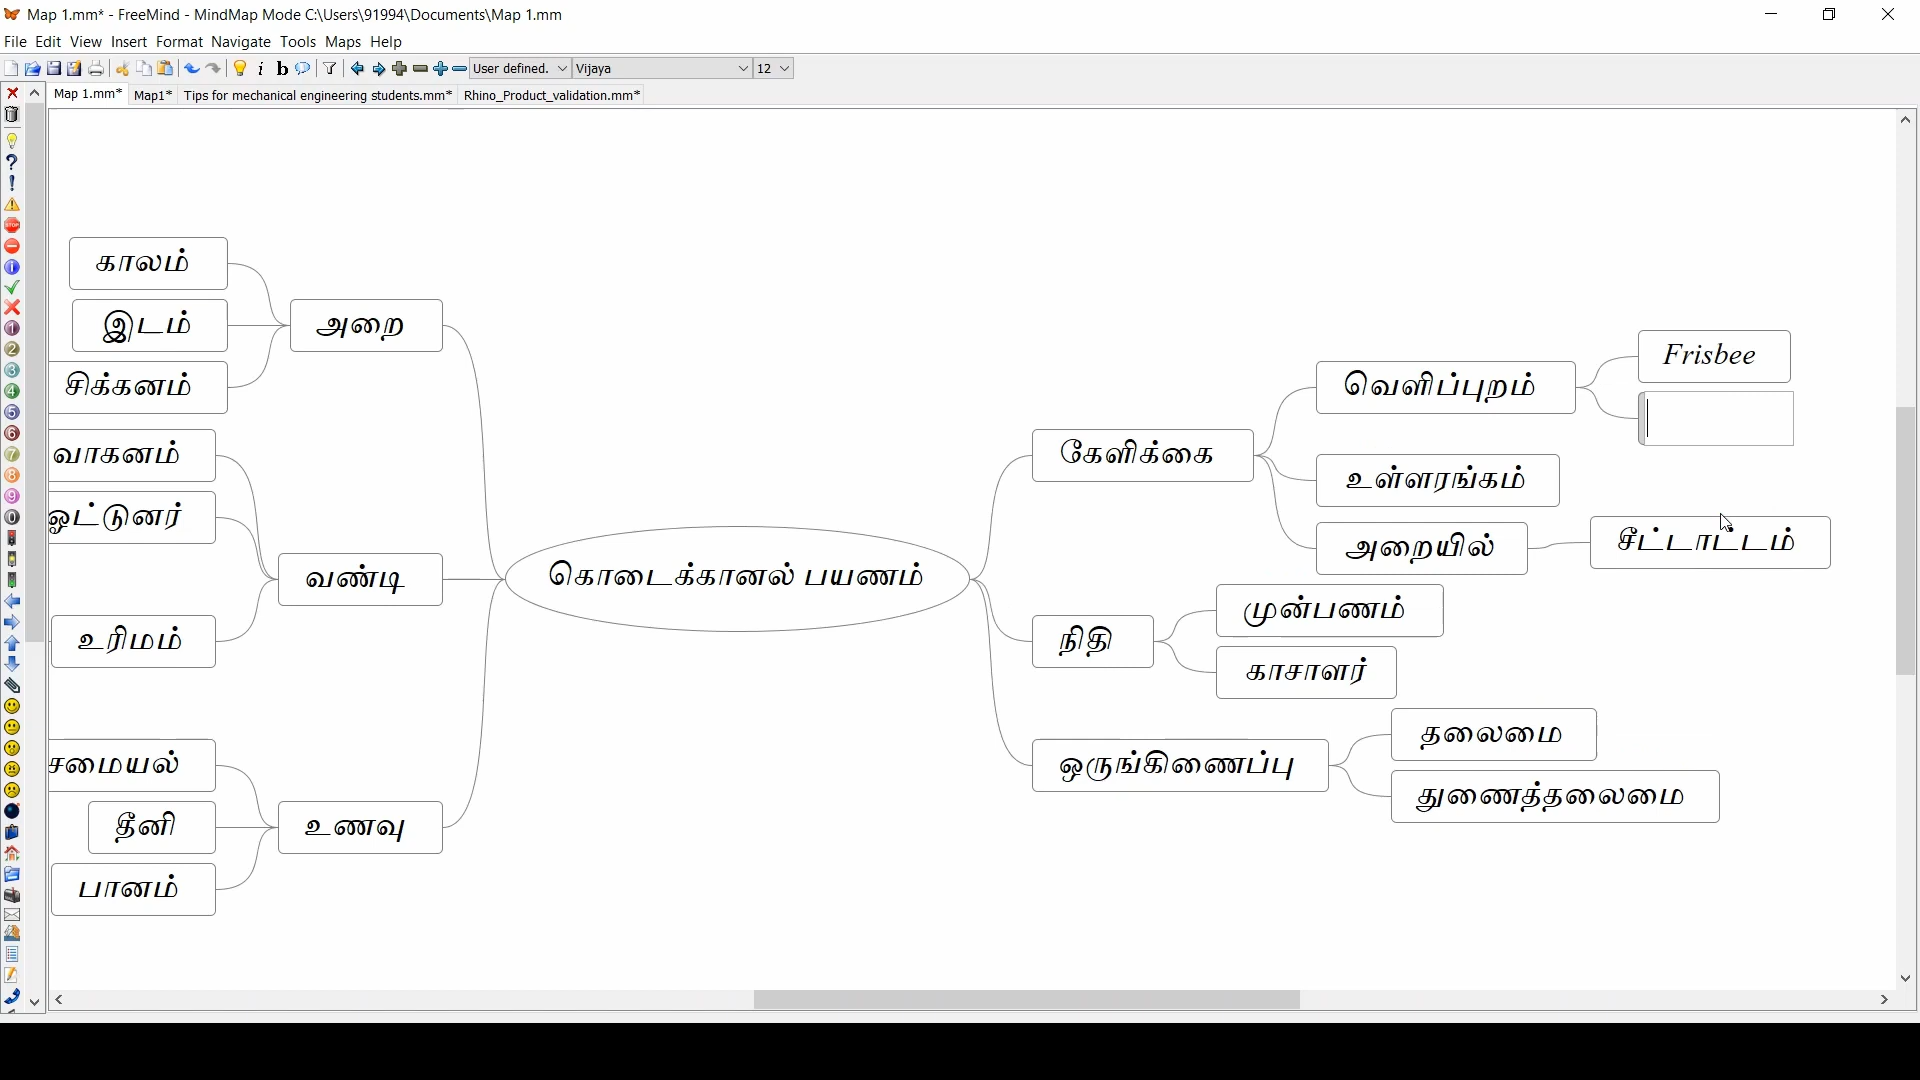 Map 1.mm* - FreeMind - MindMap Mode C:\Users\91994\Documents\Map 1.mm
File Edit View Insert Format Navigate Tools Maps Help
User defined. Vijaya 12
Map 1.mm* Map1* Tips for mechanical engineering students.mm* Rhino_Product_validation.mm*
காலம்
இடம்
சிக்கனம்
அறை
வாகனம்
ஓட்டுனர்
உரிமம்
வண்டி
சமையல்
தீனி
பானம்
உணவு
கொடைக்கானல் பயணம்
கேளிக்கை
வெளிப்புறம்
Frisbee
உள்ளரங்கம்
அறையில்
சீட்டாட்டம்
நிதி
முன்பணம்
காசாளர்
ஒருங்கிணைப்பு
தலைமை
துணைத்தலைமை